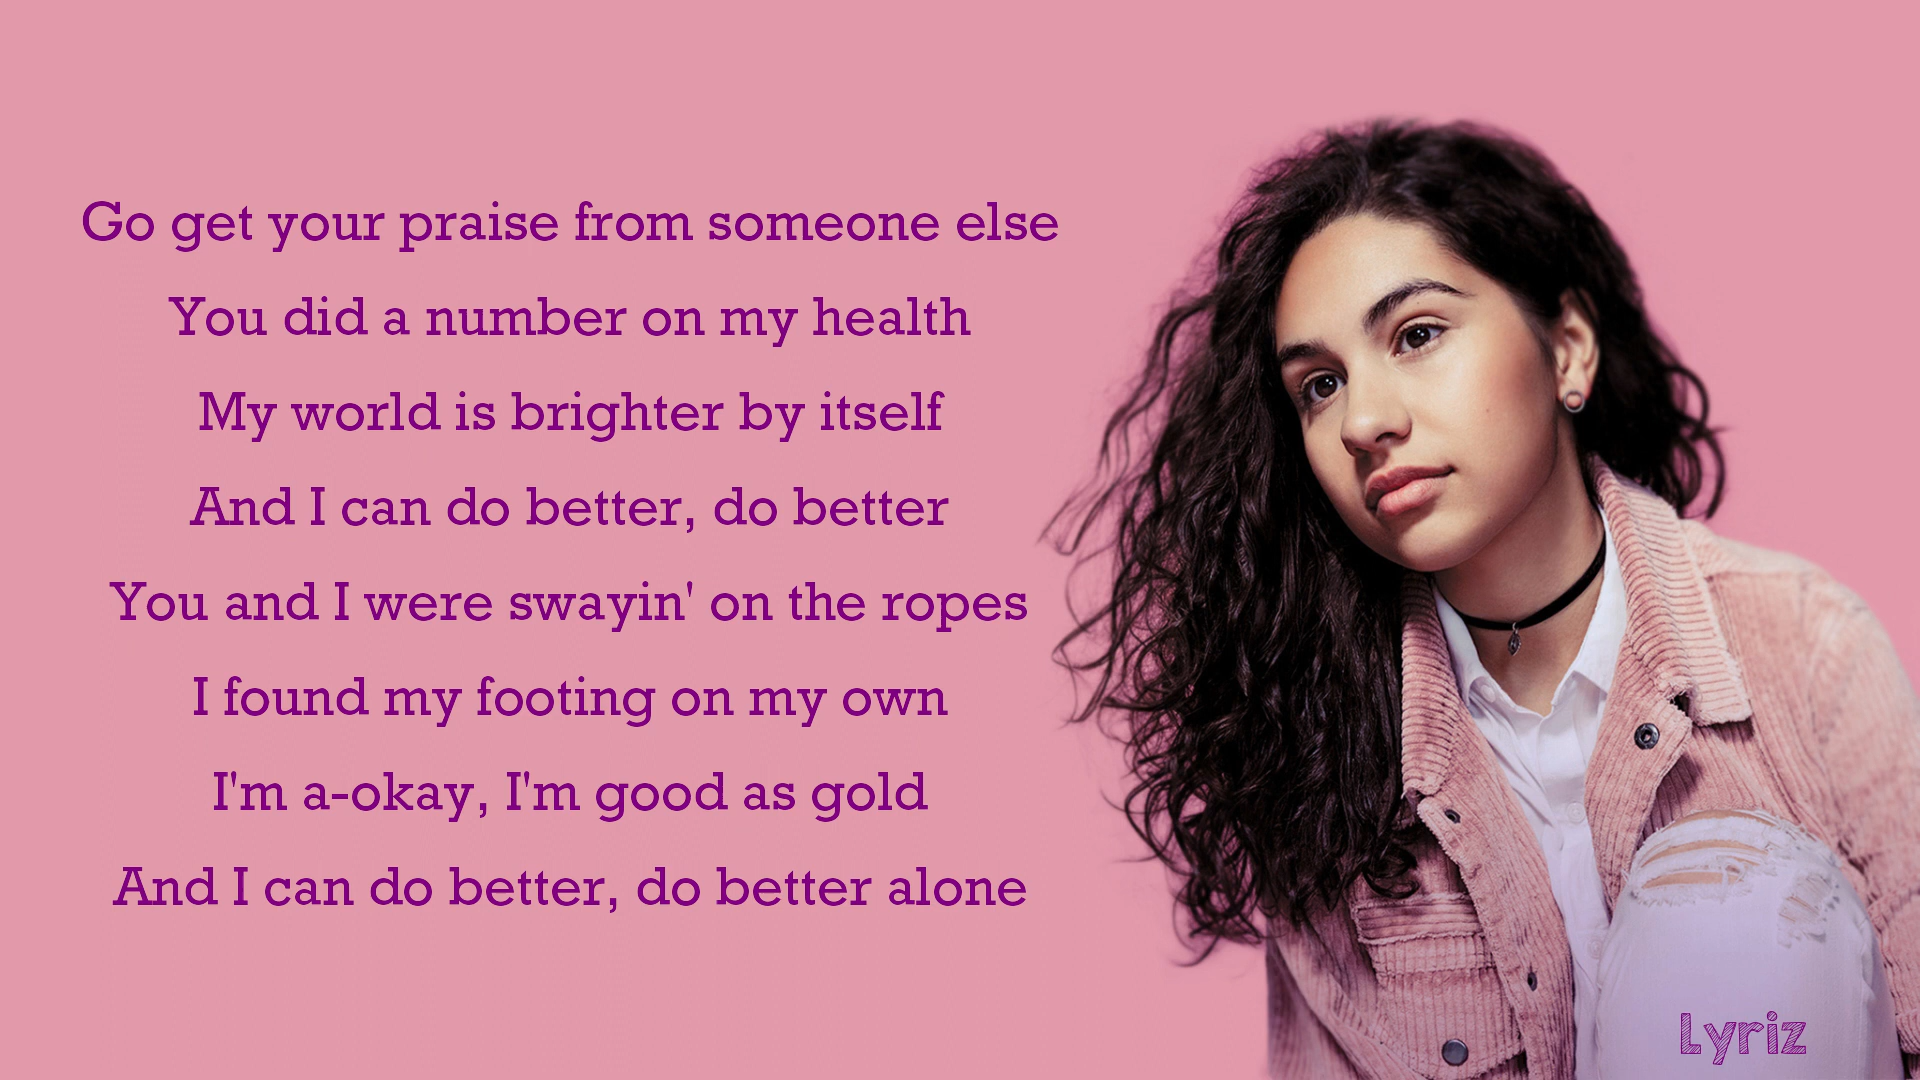 Go get your praise from someone else
You did a number on my health
My world is brighter by itself
And I can do better, do better
You and I were swayin' on the ropes
I found my footing on my own
I'm a-okay, I'm good as gold
And I can do better, do better alone
Lyriz